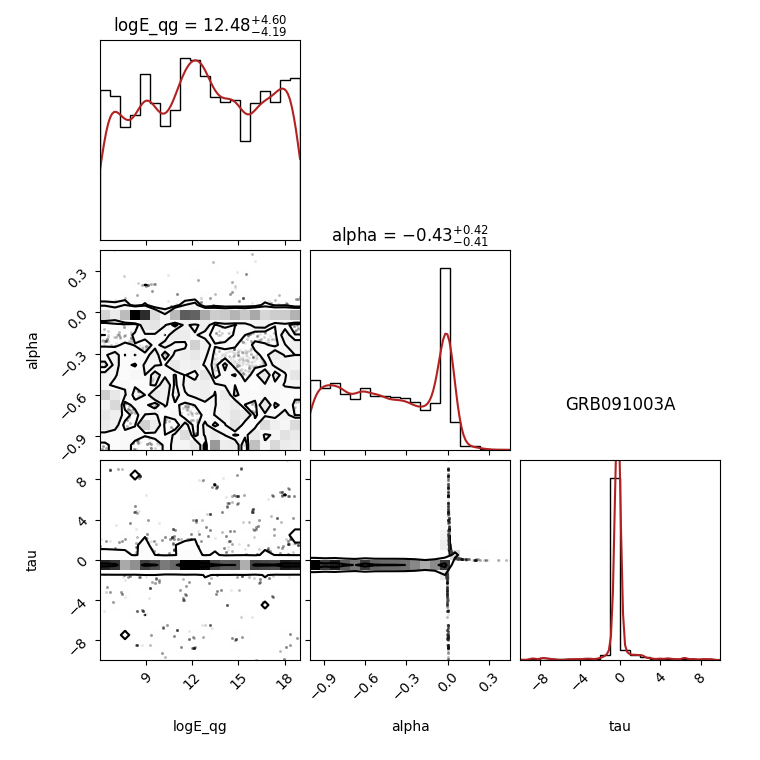 logE_qg = 12.48+4.60−4.19
alpha = −0.43+0.42−0.41
alpha
0.3
0.0
−0.3
−0.6
−0.9
GRB091003A
tau
8
4
0
−4
−8
9 12 15 18
−0.9 −0.6 −0.3 0.0 0.3
−8 −4 0 4 8
logE_qg alpha tau